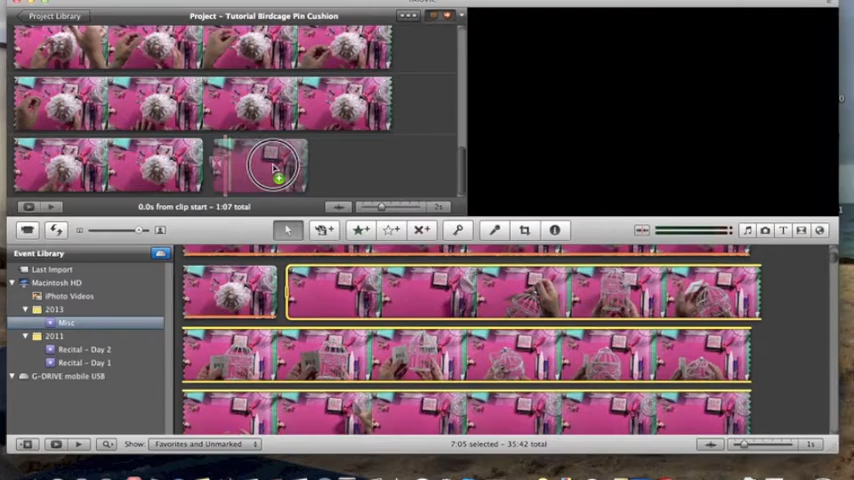 Project Library
Project - Tutorial Birdcage Pin Cushion
0.0s from clip start - 1:07 total
2s
Event Library
Last Import
Macintosh HD
iPhoto Videos
2013
Misc
2011
Recital - Day 2
Recital - Day 1
G-DRIVE mobile USB
Show:
Favorites and Unmarked
7:05 selected - 35:42 total
1s